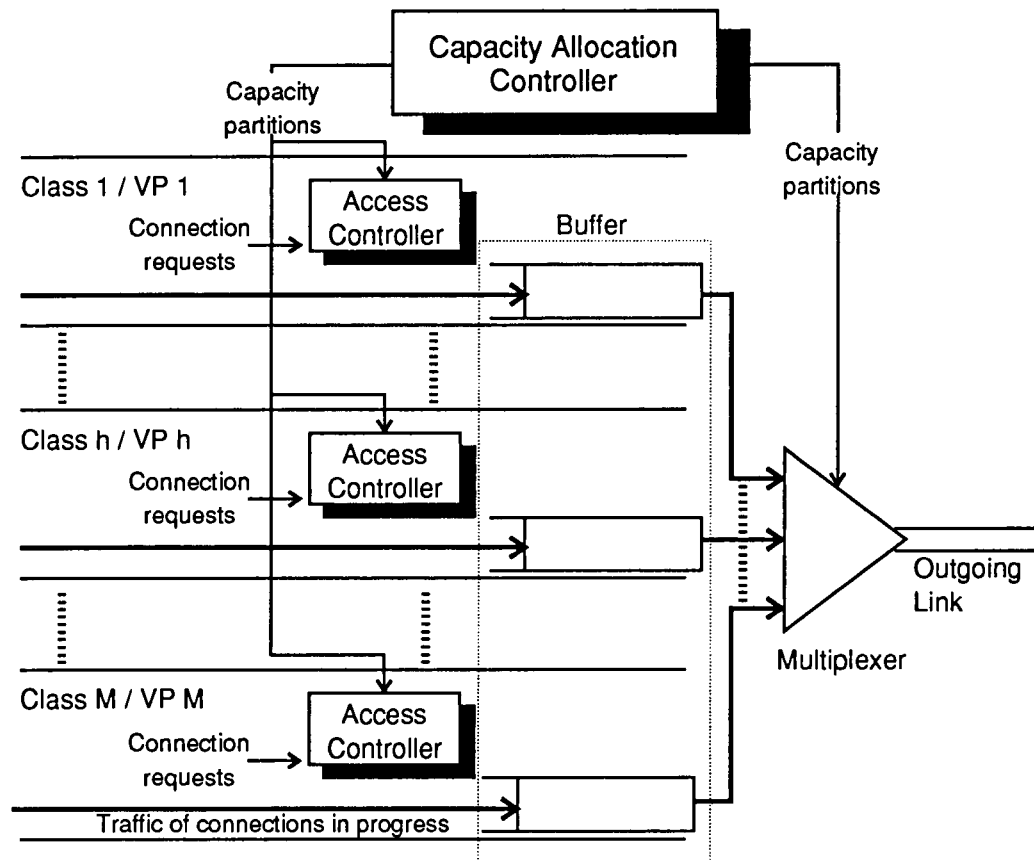 Capacity Allocation
Controller
Capacity
partitions
Capacity
partitions
Class 1 / VP 1
Access
Controller
Connection
requests
Buffer
Class h / VP h
Access
Controller
Connection
requests
Outgoing
Link
Multiplexer
Class M / VP M
Access
Controller
Connection
requests
Traffic of connections in progress